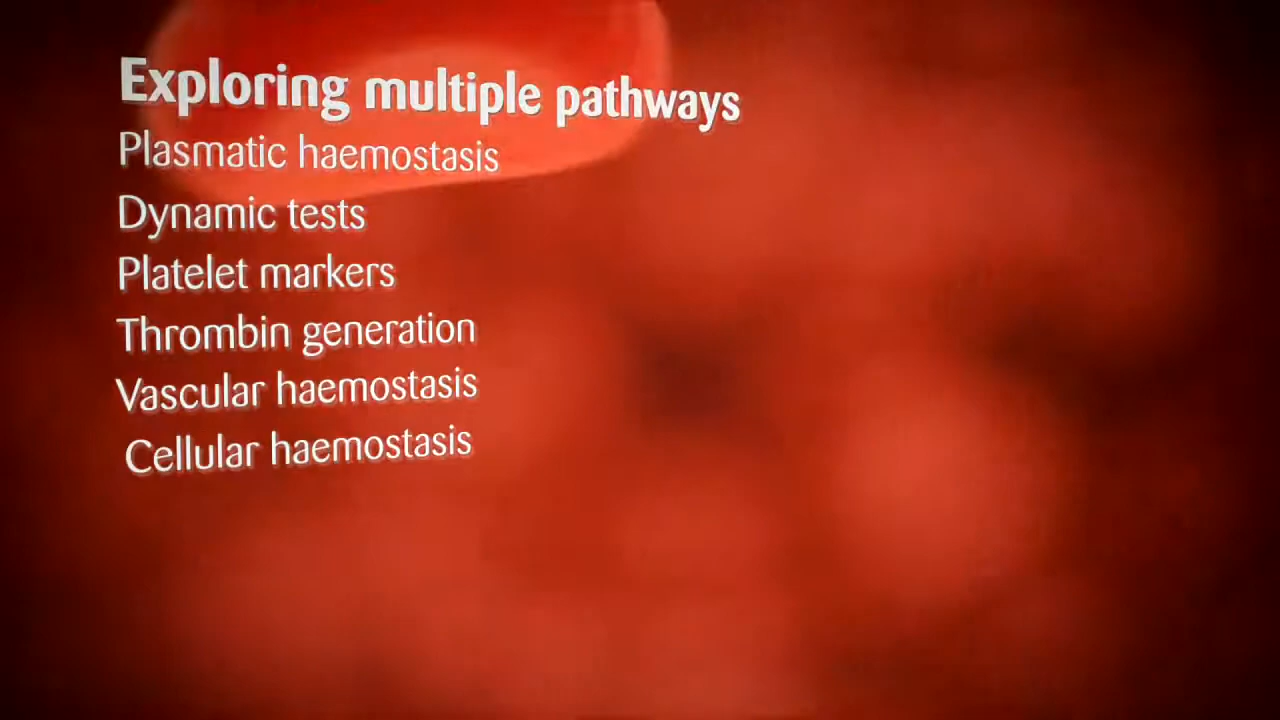 Exploring multiple pathways
Plasmatic haemostasis
Dynamic tests
Platelet markers
Thrombin generation
Vascular haemostasis
Cellular haemostasis